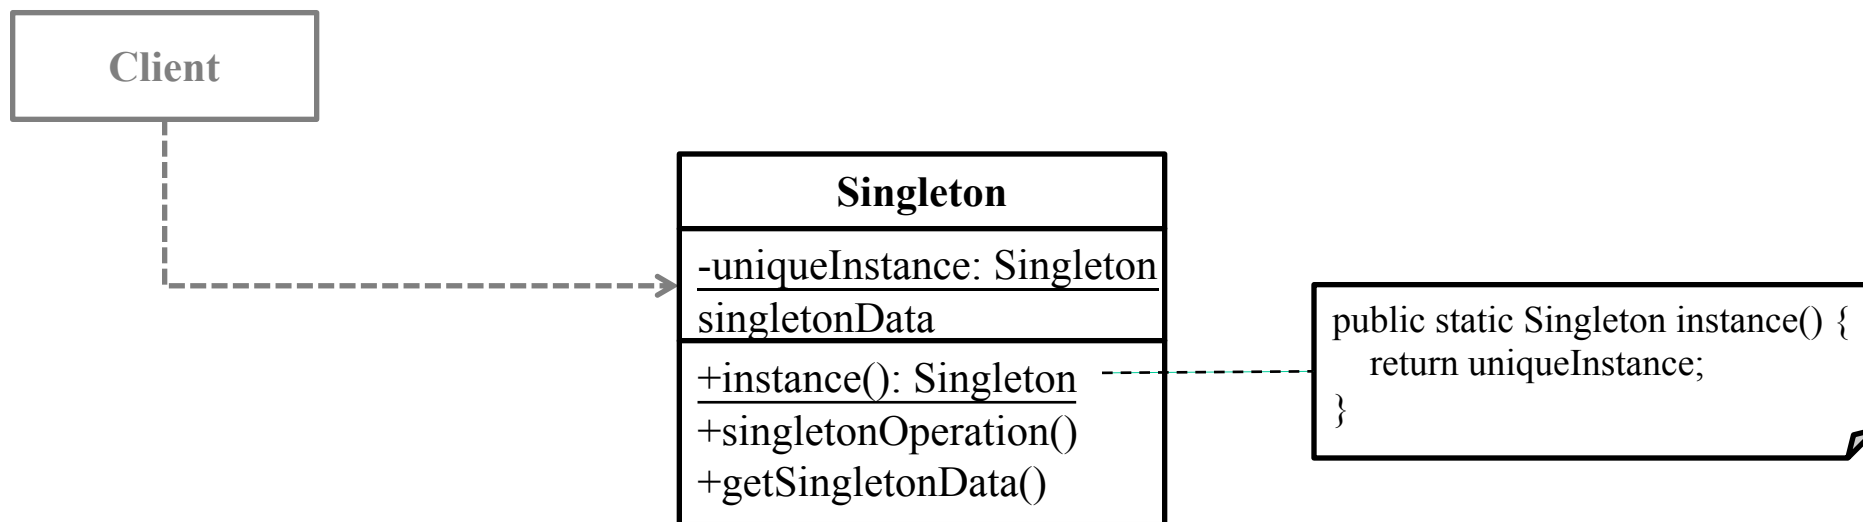 Client
Singleton
-uniqueInstance: Singleton
singletonData
+instance(): Singleton
+singletonOperation()
+getSingletonData()
public static Singleton instance() {
return uniqueInstance;
}